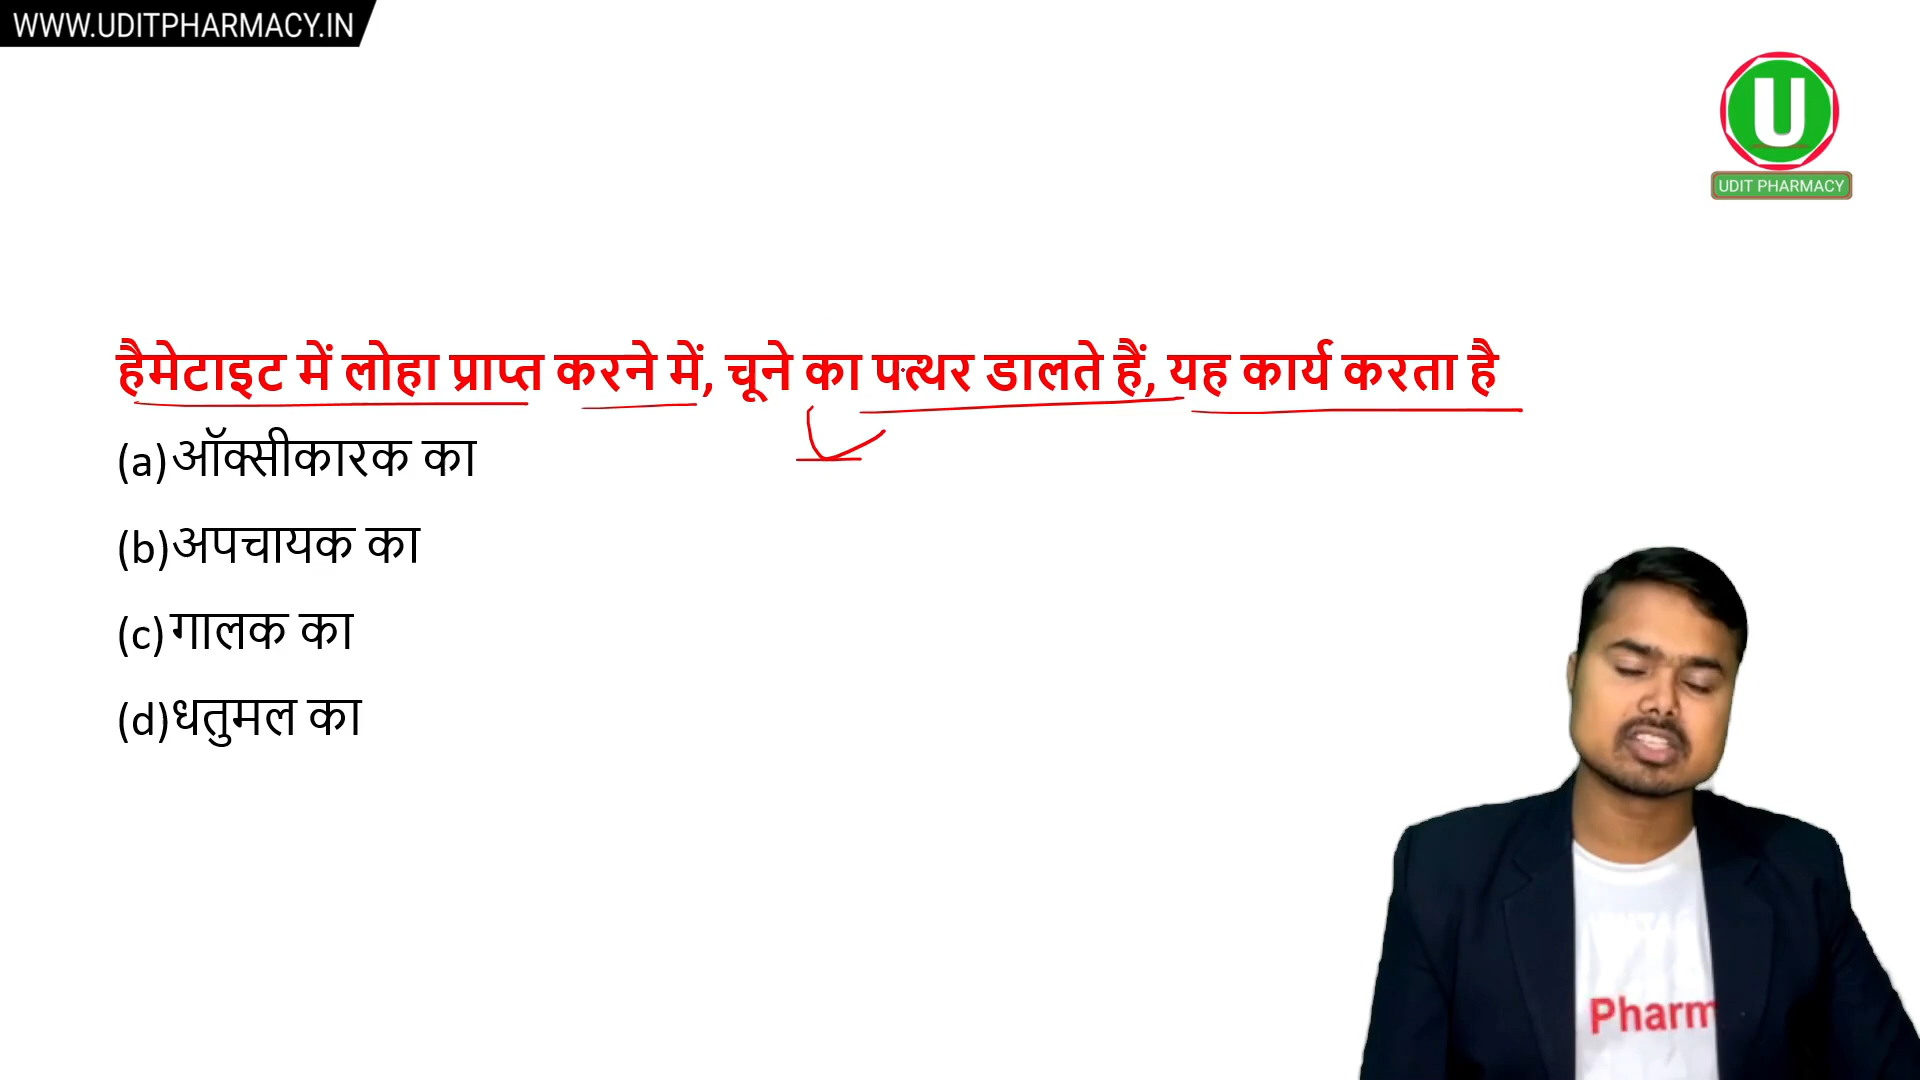 WWW.UDITPHARMACY.IN
U
UDIT PHARMACY
हैमेटाइट में लोहा प्राप्त करने में, चूने का पत्थर डालते हैं, यह कार्य करता है
(a)ऑक्सीकारक का
(b)अपचायक का
(c)गालक का
(d)धतुमल का
Pharm